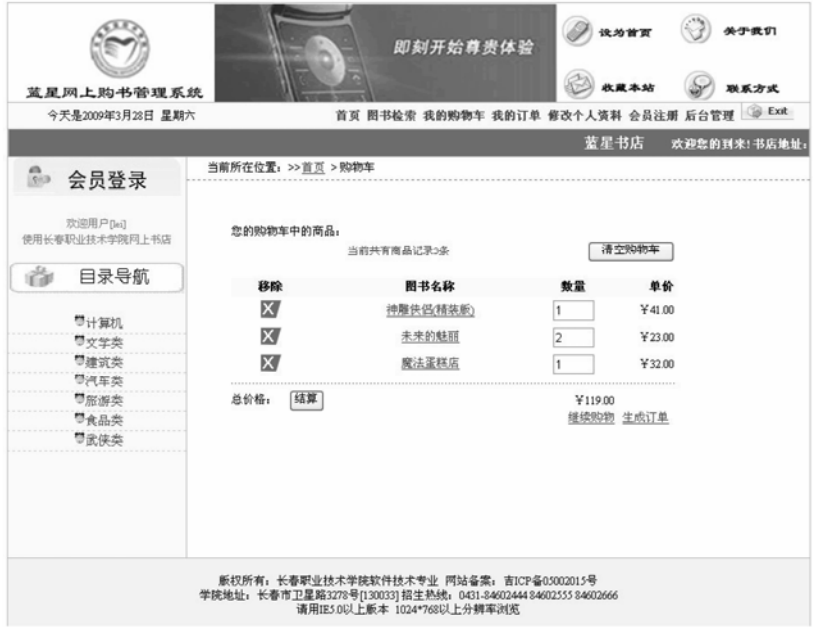 即刻开始尊贵体验
设为首页
关于我们
蓝星网上购书管理系统
收藏本站
联系方式
今天是2009年3月28日 星期六
首页 图书检索 我的购物车 我的订单 修改个人资料 会员注册 后台管理 Exit
蓝星书店 欢迎您的到来!书店地址:
会员登录
当前所在位置: >>首页 >购物车
欢迎用户[lei]
使用长春职业技术学院网上书店
您的购物车中的商品:
当前共有商品记录3条
清空购物车
目录导航
移除 图书名称 数量 单价
X 神雕侠侣(精装版) 1 ￥41.00
X 未来的魅丽 2 ￥23.00
X 魔法蛋糕店 1 ￥32.00
计算机
文学类
建筑类
汽车类
旅游类
食品类
武侠类
总价格: 结算 ￥119.00
继续购物 生成订单
版权所有: 长春职业技术学院软件技术专业 网站备案: 吉ICP备05002015号
学院地址: 长春市卫星路3278号[130033] 招生热线: 0431-84602444 84602555 84602666
请用IE5.0以上版本 1024*768以上分辨率浏览